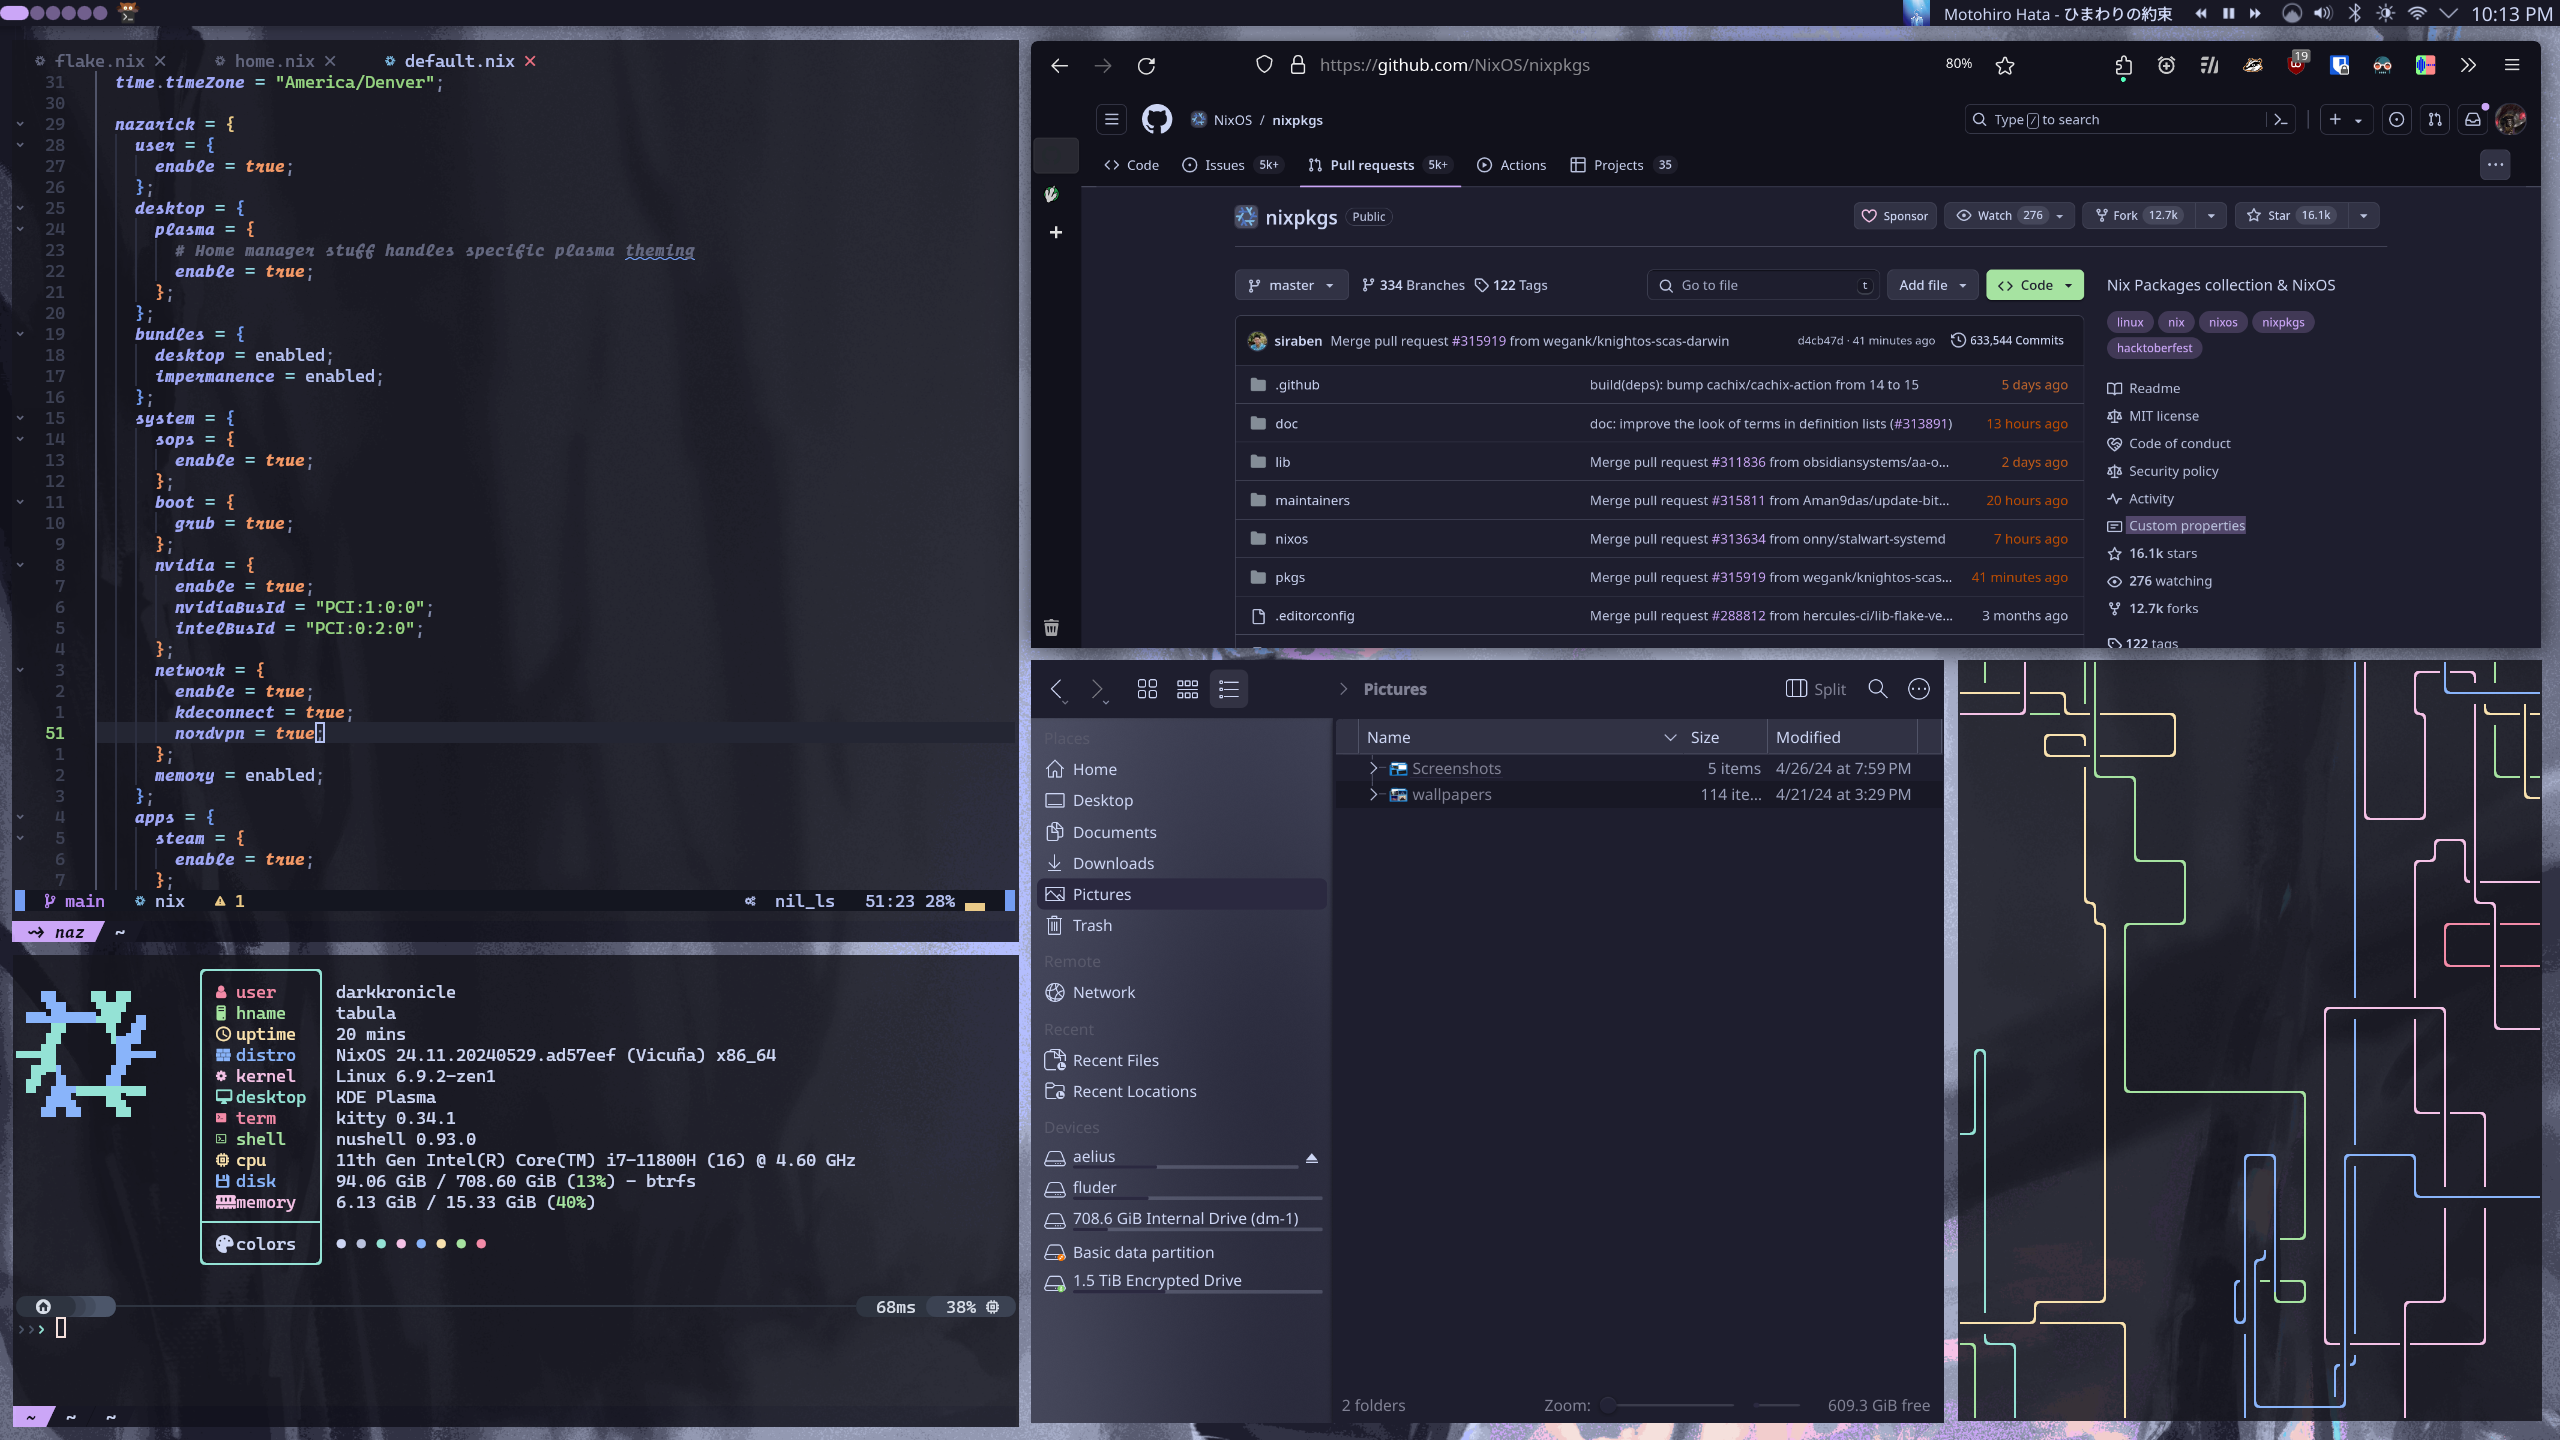 Motohiro Hata - ひまわりの約束
10:13 PM
flake.nix
home.nix
default.nix
31 time.timeZone = "America/Denver";
30
29 nazarick = {
28 user = {
27 enable = true;
26 };
25 desktop = {
24 plasma = {
23 # Home manager stuff handles specific plasma theming
22 enable = true;
21 };
20 };
19 bundles = {
18 desktop = enabled;
17 impermanence = enabled;
16 };
15 system = {
14 sops = {
13 enable = true;
12 };
11 boot = {
10 grub = true;
9 };
8 nvidia = {
7 enable = true;
6 nvidiaBusId = "PCI:1:0:0";
5 intelBusId = "PCI:0:2:0";
4 };
3 network = {
2 enable = true;
1 kdeconnect = true;
51 nordvpn = true;
1 };
2 memory = enabled;
3 };
4 apps = {
5 steam = {
6 enable = true;
7 };
main nix 1 nil_ls 51:23 28%
naz ~
user darkkronicle
hname tabula
uptime 20 mins
distro NixOS 24.11.20240529.ad57eef (Vicuña) x86_64
kernel Linux 6.9.2-zen1
desktop KDE Plasma
term kitty 0.34.1
shell nushell 0.93.0
cpu 11th Gen Intel(R) Core(TM) i7-11800H (16) @ 4.60 GHz
disk 94.06 GiB / 708.60 GiB (13%) - btrfs
memory 6.13 GiB / 15.33 GiB (40%)
colors
68ms 38%
~ ~ ~
https://github.com/NixOS/nixpkgs
80%
19
NixOS / nixpkgs
Type / to search
Code
Issues 5k+
Pull requests 5k+
Actions
Projects 35
nixpkgs Public
Sponsor
Watch 276
Fork 12.7k
Star 16.1k
master
334 Branches
122 Tags
Go to file t
Add file
Code
siraben Merge pull request #315919 from wegank/knightos-scas-darwin d4cb47d · 41 minutes ago 633,544 Commits
.github build(deps): bump cachix/cachix-action from 14 to 15 5 days ago
doc doc: improve the look of terms in definition lists (#313891) 13 hours ago
lib Merge pull request #311836 from obsidiansystems/aa-o... 2 days ago
maintainers Merge pull request #315811 from Aman9das/update-bit... 20 hours ago
nixos Merge pull request #313634 from onny/stalwart-systemd 7 hours ago
pkgs Merge pull request #315919 from wegank/knightos-scas... 41 minutes ago
.editorconfig Merge pull request #288812 from hercules-ci/lib-flake-ve... 3 months ago
Nix Packages collection & NixOS
linux nix nixos nixpkgs
hacktoberfest
Readme
MIT license
Code of conduct
Security policy
Activity
Custom properties
16.1k stars
276 watching
12.7k forks
122 tags
Pictures
Split
Places
Home
Desktop
Documents
Downloads
Pictures
Trash
Remote
Network
Recent
Recent Files
Recent Locations
Devices
aelius
fluder
708.6 GiB Internal Drive (dm-1)
Basic data partition
1.5 TiB Encrypted Drive
Name Size Modified
Screenshots 5 items 4/26/24 at 7:59 PM
wallpapers 114 ite... 4/21/24 at 3:29 PM
2 folders
Zoom:
609.3 GiB free